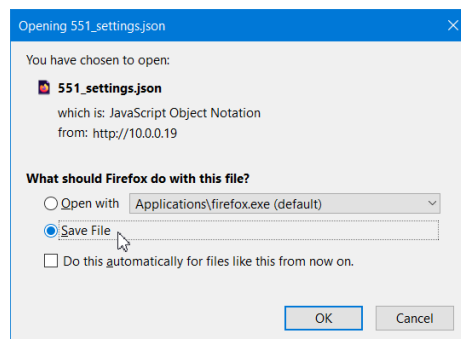 Opening 551_settings.json
You have chosen to open:
551_settings.json
which is: JavaScript Object Notation
from: http://10.0.0.19
What should Firefox do with this file?
Open with Applications\firefox.exe (default)
Save File
Do this automatically for files like this from now on.
OK Cancel